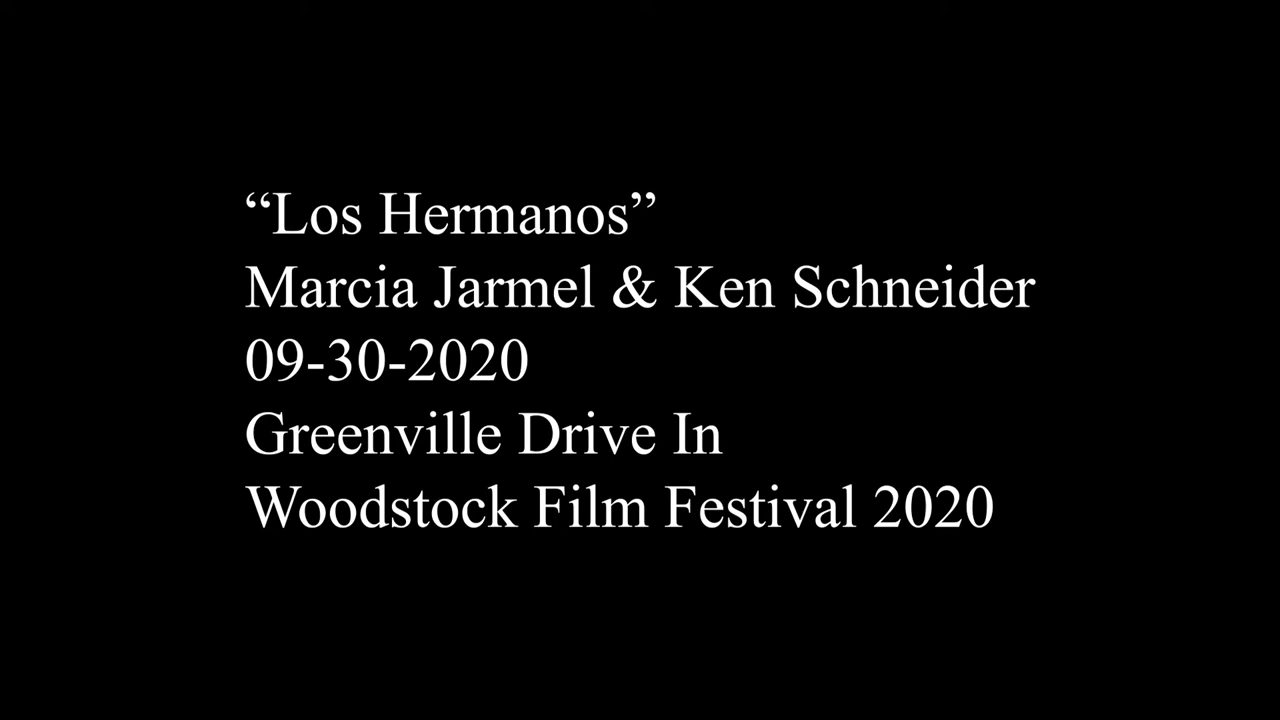 “Los Hermanos”
Marcia Jarmel & Ken Schneider
09-30-2020
Greenville Drive In
Woodstock Film Festival 2020